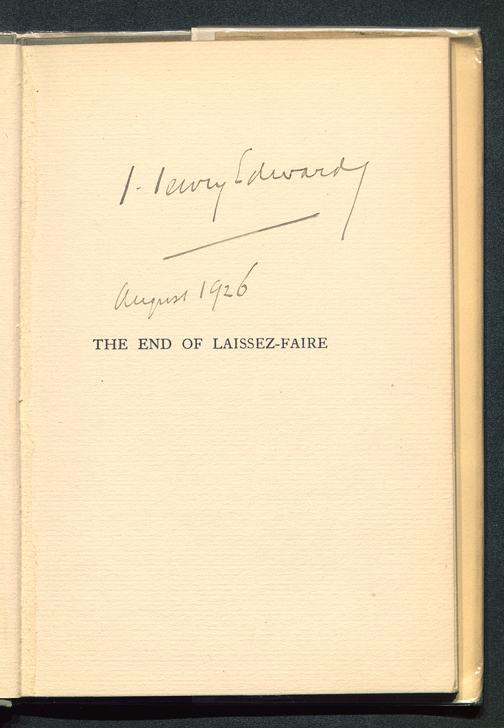 Henry Edwards
August 1926
THE END OF LAISSEZ-FAIRE